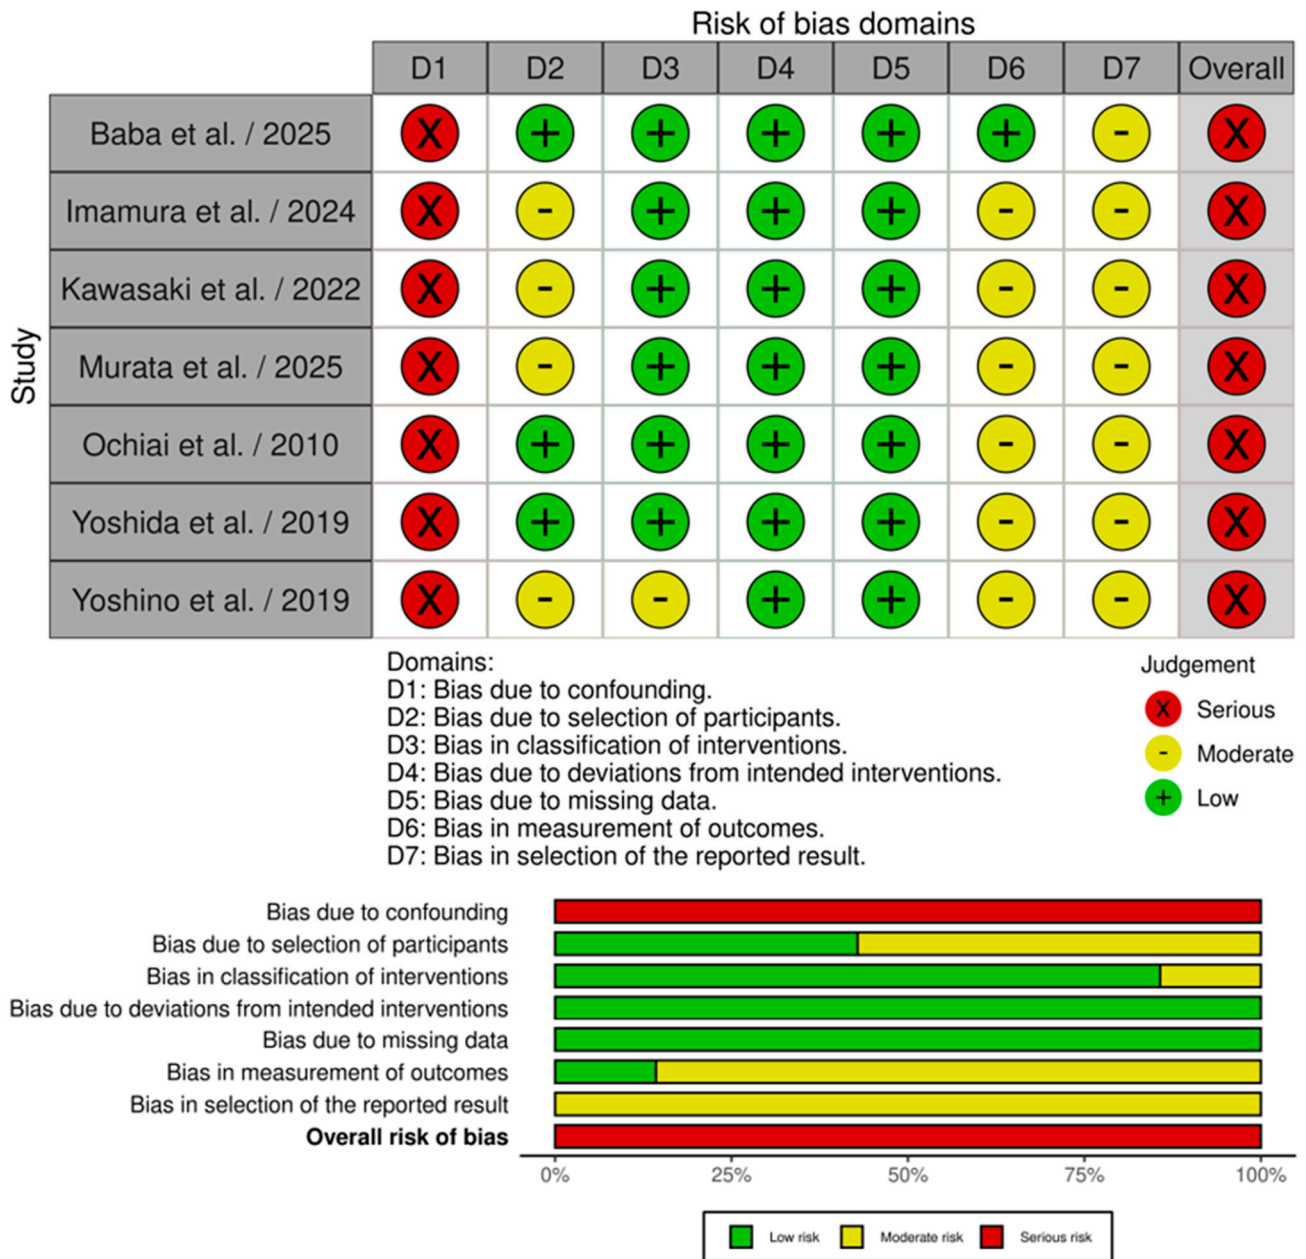 Risk of bias domains
D1 D2 D3 D4 D5 D6 D7 Overall
Study
Baba et al. / 2025 X + + + + + - X
Imamura et al. / 2024 X - + + + - - X
Kawasaki et al. / 2022 X - + + + - - X
Murata et al. / 2025 X - + + + - - X
Ochiai et al. / 2010 X + + + + - - X
Yoshida et al. / 2019 X + + + + - - X
Yoshino et al. / 2019 X - - + + - - X
Domains:
D1: Bias due to confounding.
D2: Bias due to selection of participants.
D3: Bias in classification of interventions.
D4: Bias due to deviations from intended interventions.
D5: Bias due to missing data.
D6: Bias in measurement of outcomes.
D7: Bias in selection of the reported result.
Judgement
X Serious
- Moderate
+ Low
Bias due to confounding
Bias due to selection of participants
Bias in classification of interventions
Bias due to deviations from intended interventions
Bias due to missing data
Bias in measurement of outcomes
Bias in selection of the reported result
Overall risk of bias
0% 25% 50% 75% 100%
Low risk Moderate risk Serious risk